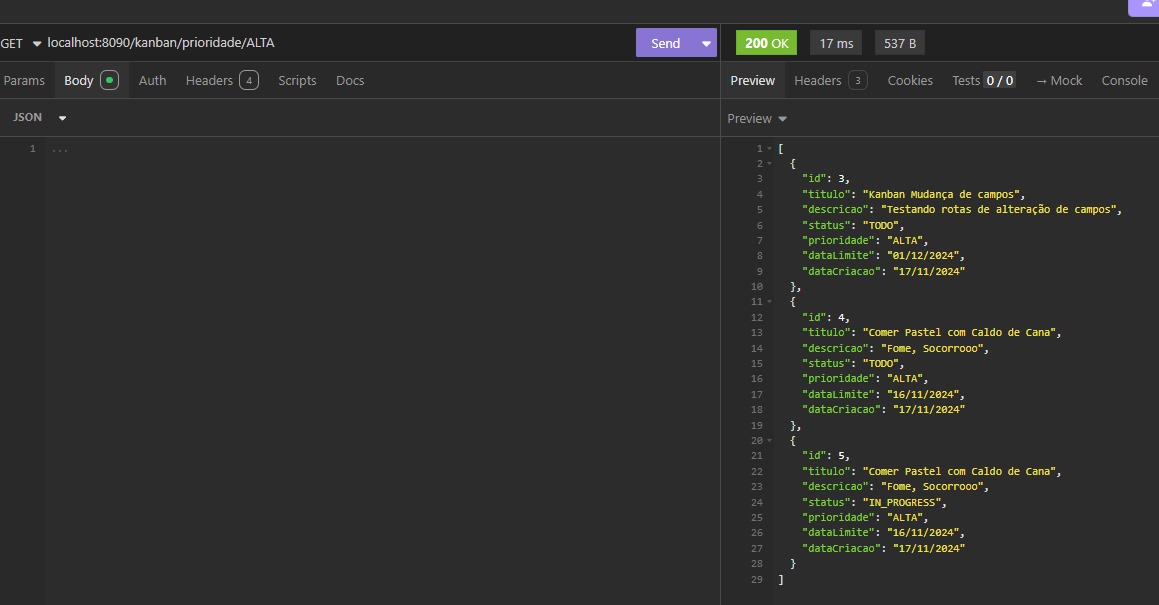 GET localhost:8090/kanban/prioridade/ALTA Send 200 OK 17 ms 537 B
Params Body Auth Headers 4 Scripts Docs Preview Headers 3 Cookies Tests 0 / 0 → Mock Console
JSON
1 ...
Preview
1 [
2 {
3 "id": 3,
4 "titulo": "Kanban Mudança de campos",
5 "descricao": "Testando rotas de alteração de campos",
6 "status": "TODO",
7 "prioridade": "ALTA",
8 "dataLimite": "01/12/2024",
9 "dataCriacao": "17/11/2024"
10 },
11 {
12 "id": 4,
13 "titulo": "Comer Pastel com Caldo de Cana",
14 "descricao": "Fome, Socorrooo",
15 "status": "TODO",
16 "prioridade": "ALTA",
17 "dataLimite": "16/11/2024",
18 "dataCriacao": "17/11/2024"
19 },
20 {
21 "id": 5,
22 "titulo": "Comer Pastel com Caldo de Cana",
23 "descricao": "Fome, Socorrooo",
24 "status": "IN_PROGRESS",
25 "prioridade": "ALTA",
26 "dataLimite": "16/11/2024",
27 "dataCriacao": "17/11/2024"
28 }
29 ]